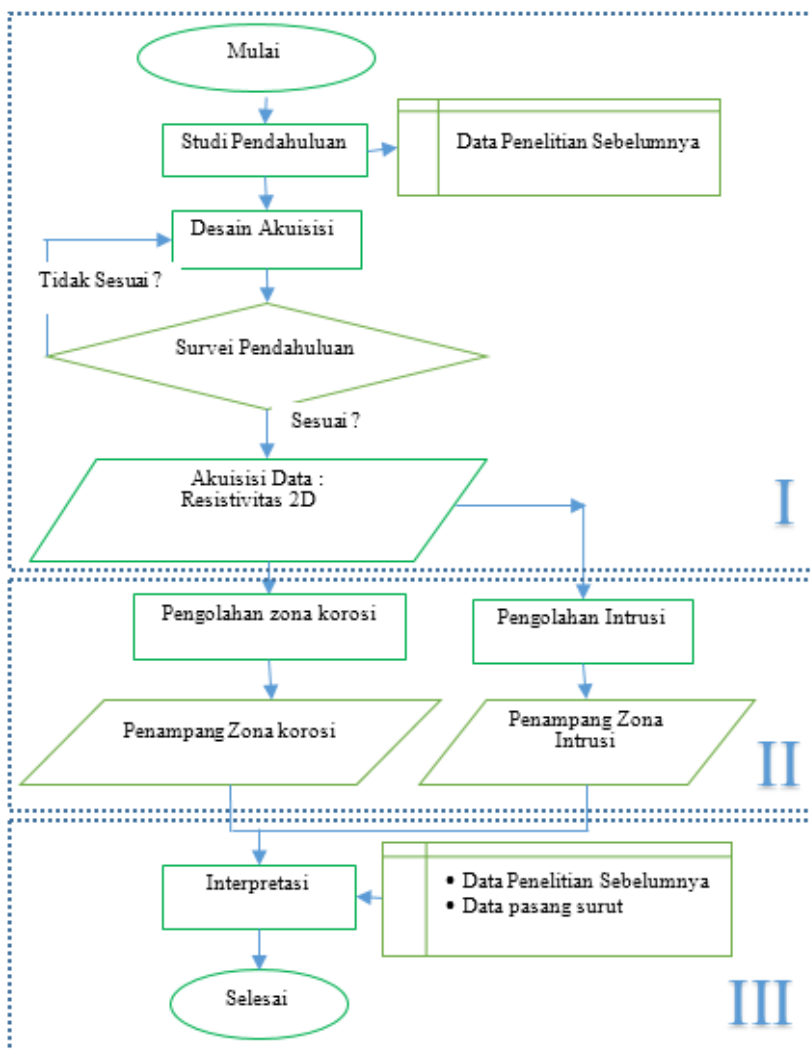 Mulai
Studi Pendahuluan
Data Penelitian Sebelumnya
Desain Akuisisi
Tidak Sesuai ?
Survei Pendahuluan
Sesuai ?
Akuisisi Data :
Resistivitas 2D
I
Pengolahan zona korosi
Pengolahan Intrusi
Penampang Zona korosi
Penampang Zona
Intrusi
II
Interpretasi
• Data Penelitian Sebelumnya
• Data pasang surut
Selesai
III